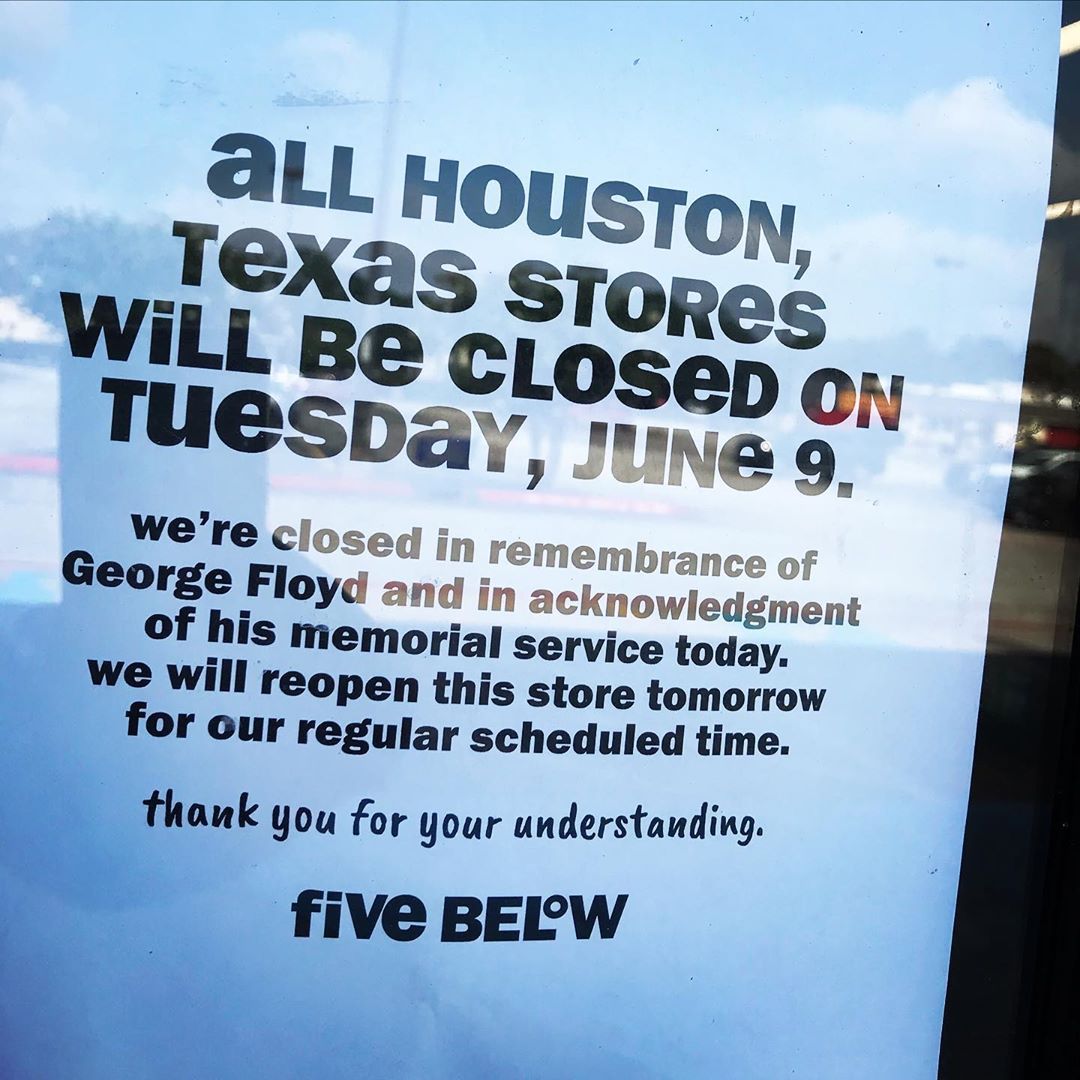 aLL HOUSTON,
Texas STORes
WiLL Be CLOSeD ON
TUeSDaY, JUNe 9.
we're closed in remembrance of
George Floyd and in acknowledgment
of his memorial service today.
we will reopen this store tomorrow
for our regular scheduled time.
thank you for your understanding.
five BELOW